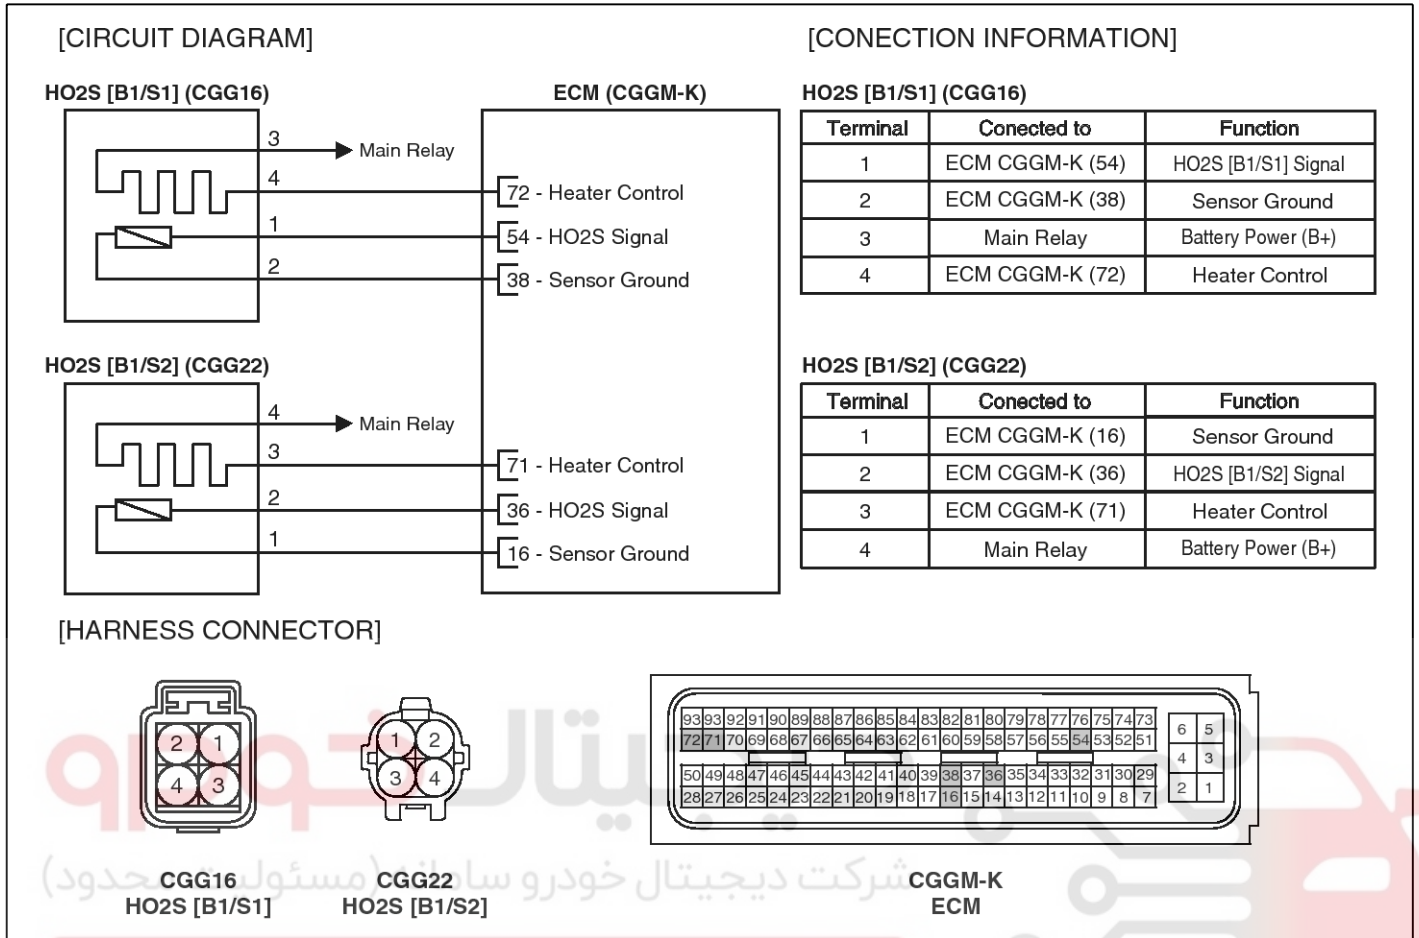 [CIRCUIT DIAGRAM]
HO2S [B1/S1] (CGG16)
ECM (CGGM-K)
3
Main Relay
4
72 - Heater Control
1
54 - HO2S Signal
2
38 - Sensor Ground
HO2S [B1/S2] (CGG22)
4
Main Relay
3
71 - Heater Control
2
36 - HO2S Signal
1
16 - Sensor Ground
[CONECTION INFORMATION]
HO2S [B1/S1] (CGG16)
Terminal Conected to Function
1 ECM CGGM-K (54) HO2S [B1/S1] Signal
2 ECM CGGM-K (38) Sensor Ground
3 Main Relay Battery Power (B+)
4 ECM CGGM-K (72) Heater Control
HO2S [B1/S2] (CGG22)
Terminal Conected to Function
1 ECM CGGM-K (16) Sensor Ground
2 ECM CGGM-K (36) HO2S [B1/S2] Signal
3 ECM CGGM-K (71) Heater Control
4 Main Relay Battery Power (B+)
[HARNESS CONNECTOR]
2 1
4 3
CGG16
HO2S [B1/S1]
1 2
3 4
CGG22
HO2S [B1/S2]
93 93 92 91 90 89 88 87 86 85 84 83 82 81 80 79 78 77 76 75 74 73
72 71 70 69 68 67 66 65 64 63 62 61 60 59 58 57 56 55 54 53 52 51
50 49 48 47 46 45 44 43 42 41 40 39 38 37 36 35 34 33 32 31 30 29
28 27 26 25 24 23 22 21 20 19 18 17 16 15 14 13 12 11 10 9 8 7
6 5
4 3
2 1
CGGM-K
ECM
دیجیتال خودرو
شرکت دیجیتال خودرو سامانه (مسئولیت محدود)